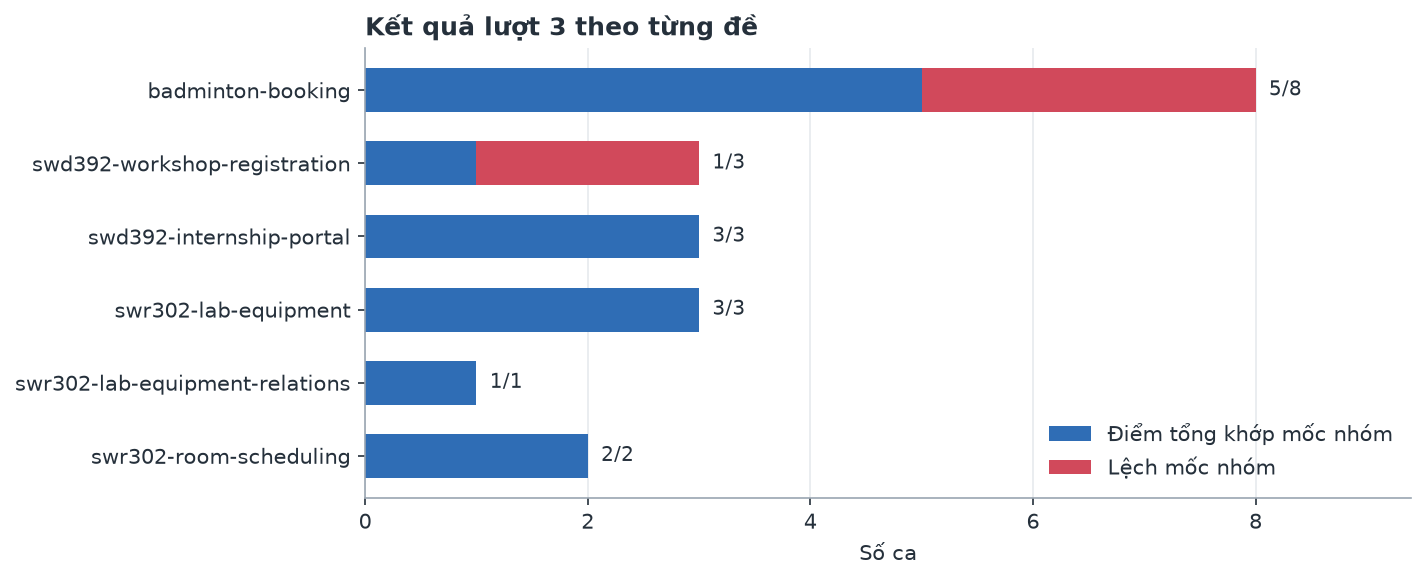 Kết quả lượt 3 theo từng đề
badminton-booking
5/8
swd392-workshop-registration
1/3
swd392-internship-portal
3/3
swr302-lab-equipment
3/3
swr302-lab-equipment-relations
1/1
swr302-room-scheduling
2/2
Điểm tổng khớp mốc nhóm
Lệch mốc nhóm
0 2 4 6 8
Số ca